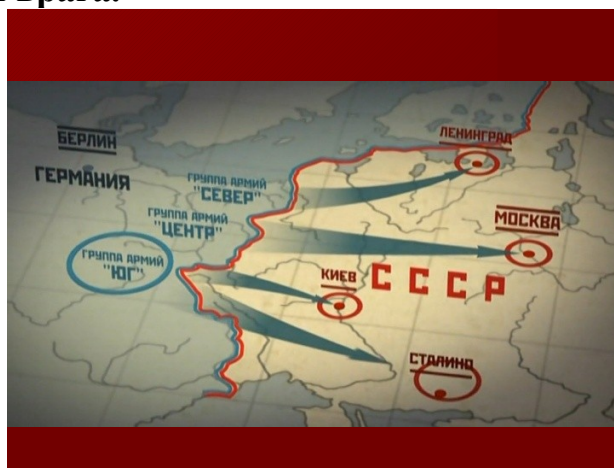 БЕРЛИН
ГЕРМАНИЯ
ГРУППА АРМИЙ
"СЕВЕР"
ГРУППА АРМИЙ
"ЦЕНТР"
ГРУППА АРМИЙ
"ЮГ"
ЛЕНИНГРАД
МОСКВА
КИЕВ
СССР
СТАЛИНО